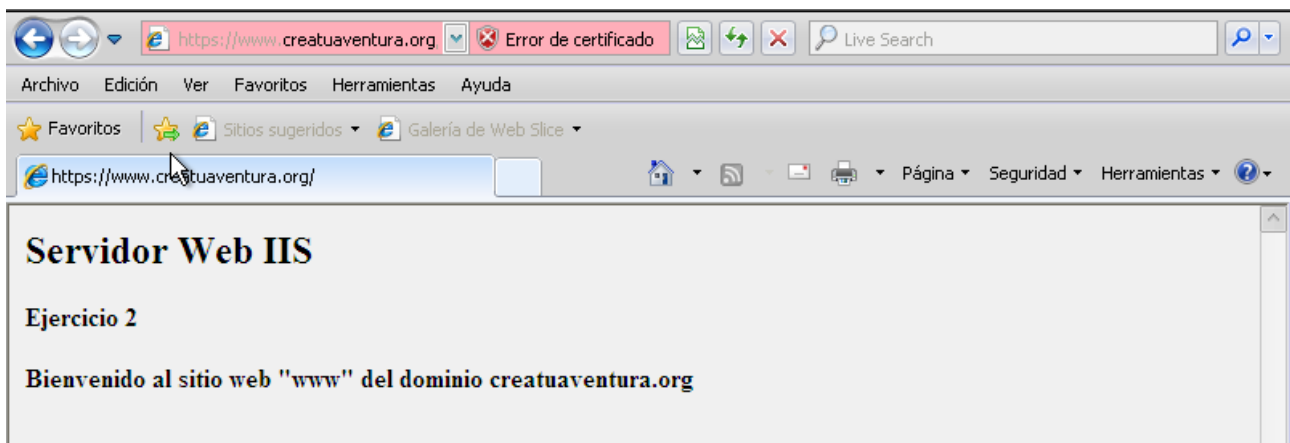 https://www.creatuaventura.org Error de certificado Live Search
Archivo Edición Ver Favoritos Herramientas Ayuda
Favoritos Sitios sugeridos Galería de Web Slice
https://www.creatuaventura.org/ Página Seguridad Herramientas
Servidor Web IIS
Ejercicio 2
Bienvenido al sitio web "www" del dominio creatuaventura.org